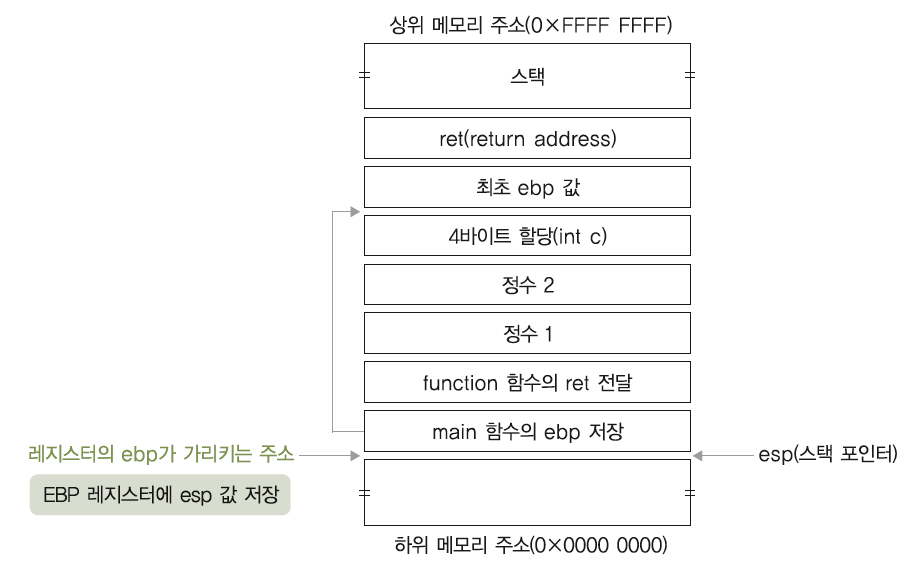 상위 메모리 주소(0×FFFF FFFF)
스택
ret(return address)
최초 ebp 값
4바이트 할당(int c)
정수 2
정수 1
function 함수의 ret 전달
main 함수의 ebp 저장
레지스터의 ebp가 가리키는 주소
esp(스택 포인터)
EBP 레지스터에 esp 값 저장
하위 메모리 주소(0×0000 0000)